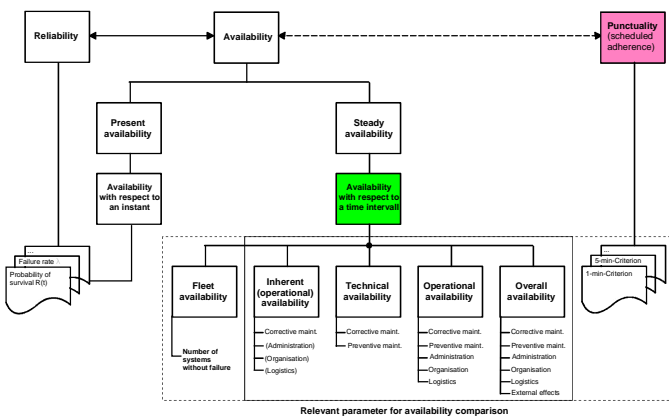 Reliability
Availability
Punctuality
(scheduled
adherence)
Present
availability
Steady
availability
Availability
with respect to
an instant
Availability
with respect to
a time intervall
...
Failure rate λ
Probability of
survival R(t)
...
5-min-Criterion
1-min-Criterion
Fleet
availability
Inherent
(operational)
availability
Technical
availability
Operational
availability
Overall
availability
Number of
systems
without failure
Corrective maint.
(Administration)
(Organisation)
(Logistics)
Corrective maint.
Preventive maint.
Corrective maint.
Preventive maint.
Administration
Organisation
Logistics
Corrective maint.
Preventive maint.
Administration
Organisation
Logistics
External effects
Relevant parameter for availability comparison